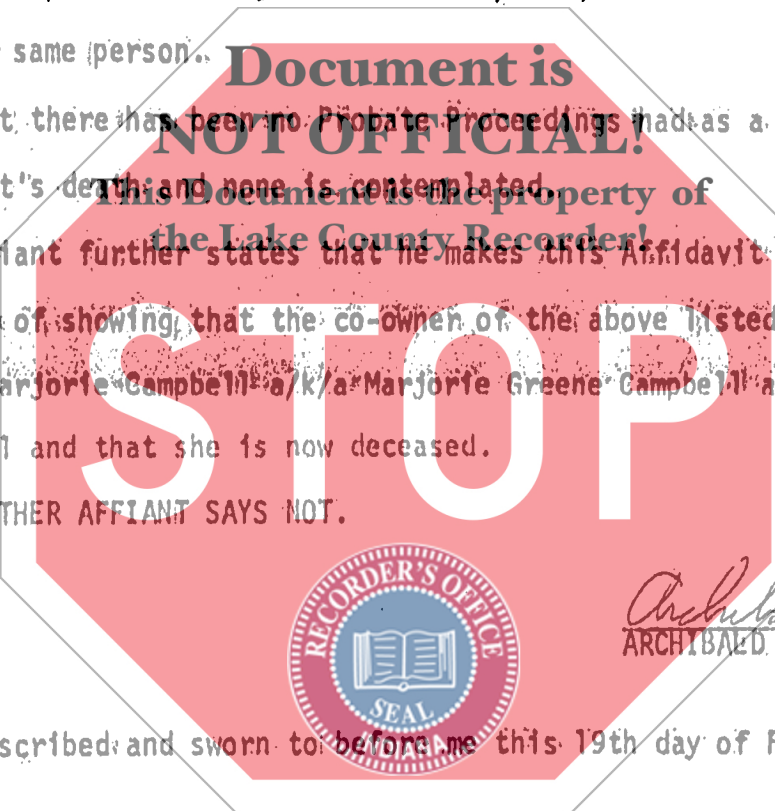 same person.
Document is
there has been no Probate Proceedings had as a
NOT OFFICIAL!
t's death and none is contemplated.
This Document is the property of
iant further states that he makes this Affidavit
the Lake County Recorder!
of showing that the co-owner of the above listed
arjorie Campbell a/k/a Marjorie Greene Campbell a
l and that she is now deceased.
STOP
THER AFFIANT SAYS NOT.
RECORDER'S OFFICE
ARCHIBALD
SEAL
scribed and sworn to before me this 19th day of F
INDIANA